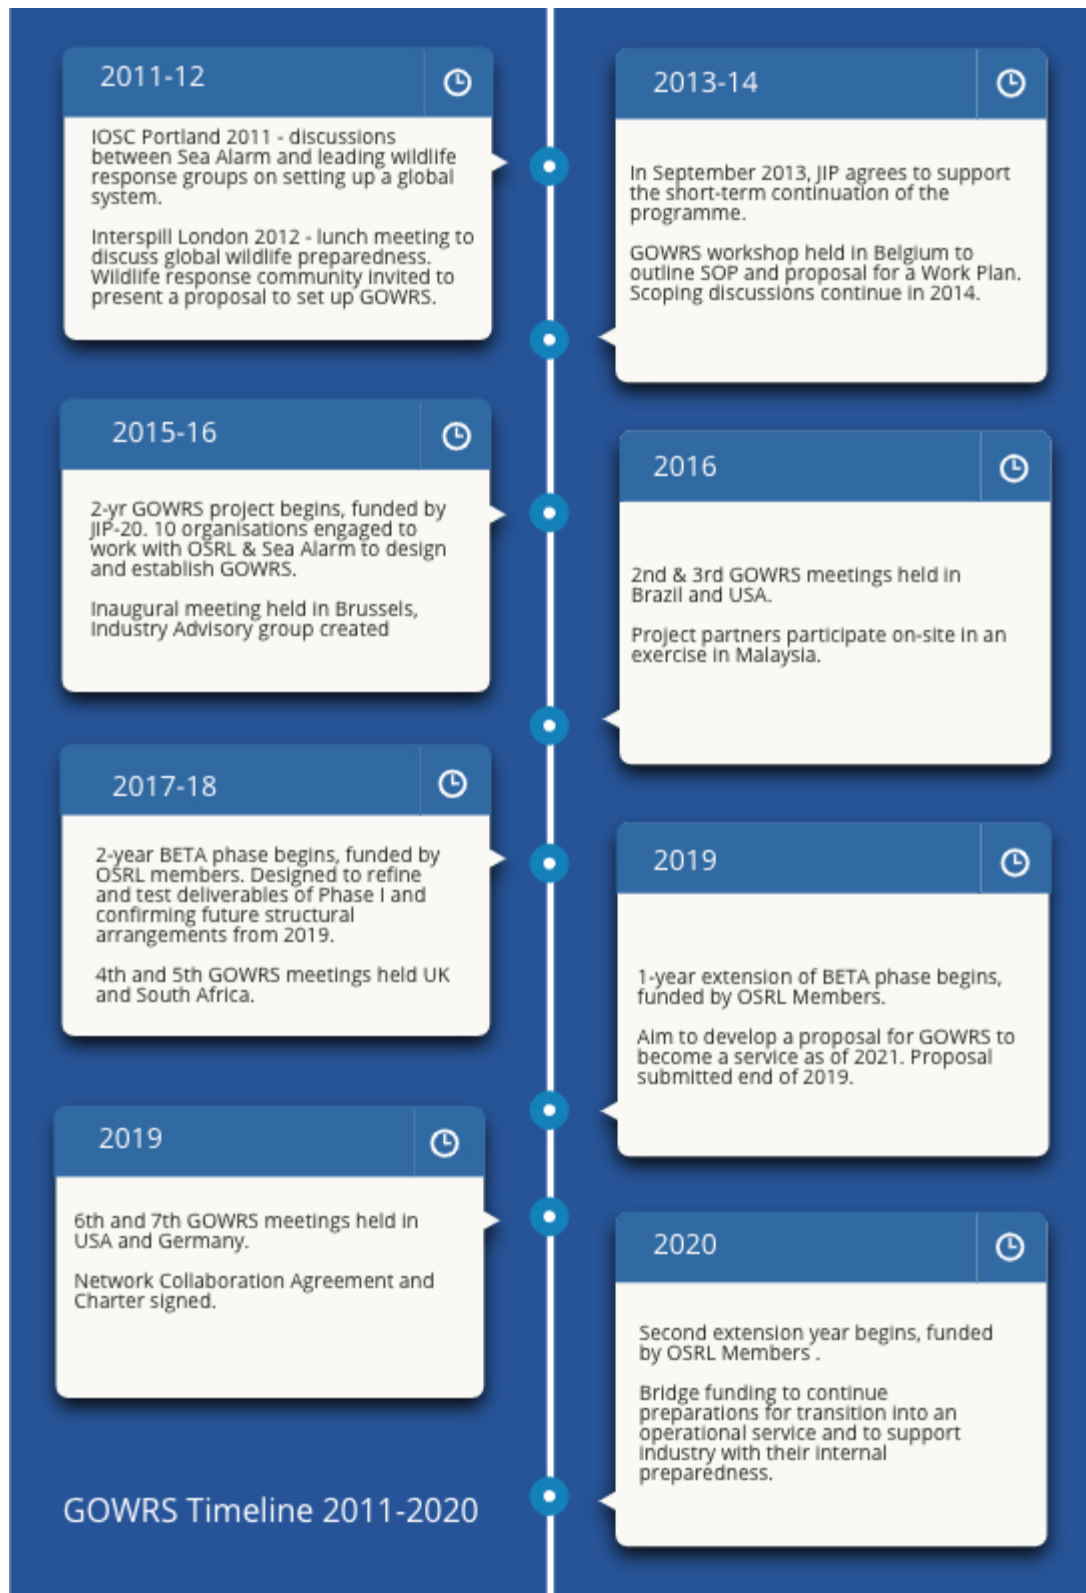 2011-12
IOSC Portland 2011 - discussions
between Sea Alarm and leading wildlife
response groups on setting up a global
system.
Interspill London 2012 - lunch meeting to
discuss global wildlife preparedness.
Wildlife response community invited to
present a proposal to set up GOWRS.
2013-14
In September 2013, JIP agrees to support
the short-term continuation of the
programme.
GOWRS workshop held in Belgium to
outline SOP and proposal for a Work Plan.
Scoping discussions continue in 2014.
2015-16
2-yr GOWRS project begins, funded by
JIP-20. 10 organisations engaged to
work with OSRL & Sea Alarm to design
and establish GOWRS.
Inaugural meeting held in Brussels,
Industry Advisory group created
2016
2nd & 3rd GOWRS meetings held in
Brazil and USA.
Project partners participate on-site in an
exercise in Malaysia.
2017-18
2-year BETA phase begins, funded by
OSRL members. Designed to refine
and test deliverables of Phase I and
confirming future structural
arrangements from 2019.
4th and 5th GOWRS meetings held UK
and South Africa.
2019
1-year extension of BETA phase begins,
funded by OSRL Members.
Aim to develop a proposal for GOWRS to
become a service as of 2021. Proposal
submitted end of 2019.
2019
6th and 7th GOWRS meetings held in
USA and Germany.
Network Collaboration Agreement and
Charter signed.
2020
Second extension year begins, funded
by OSRL Members .
Bridge funding to continue
preparations for transition into an
operational service and to support
industry with their internal
preparedness.
GOWRS Timeline 2011-2020